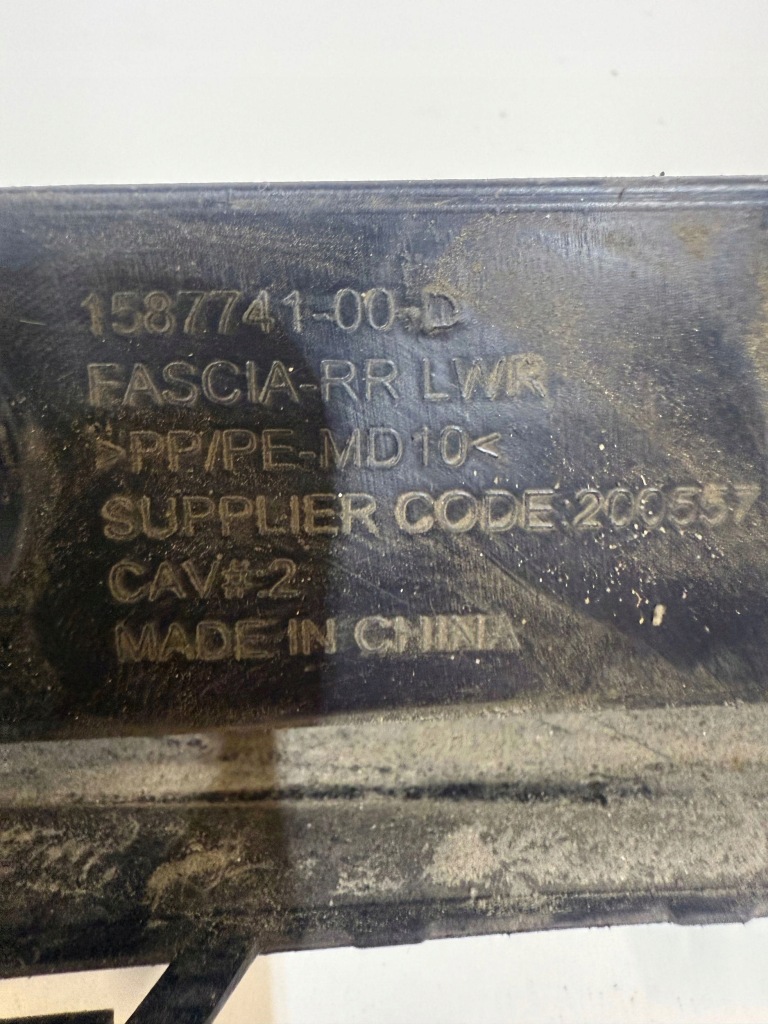 1587741-00-D
FASCIA-RR LWR
>PP/PE-MD10<
SUPPLIER CODE:200557
CAV#:2
MADE IN CHINA